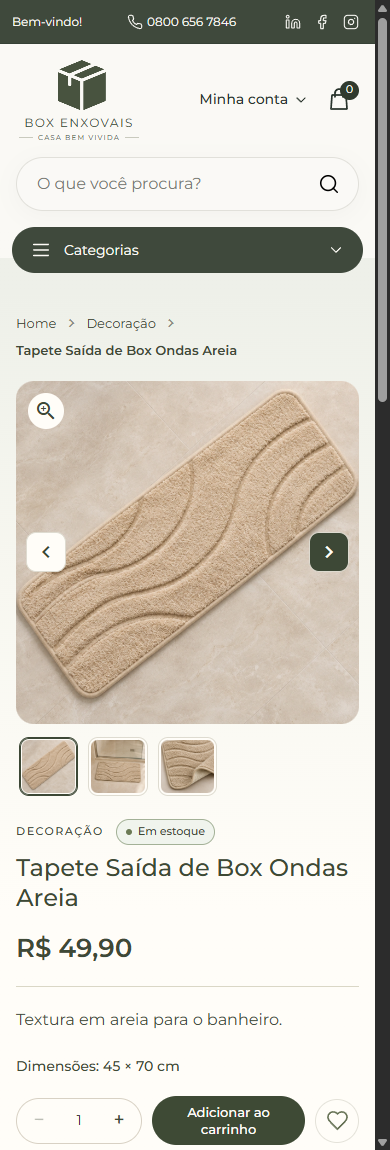 Bem-vindo!
0800 656 7846
BOX ENXOVAIS
CASA BEM VIVIDA
Minha conta
0
O que você procura?
Categorias
Home
Decoração
Tapete Saída de Box Ondas Areia
DECORAÇÃO
Em estoque
Tapete Saída de Box Ondas
Areia
R$ 49,90
Textura em areia para o banheiro.
Dimensões: 45 × 70 cm
− 1 +
Adicionar ao
carrinho